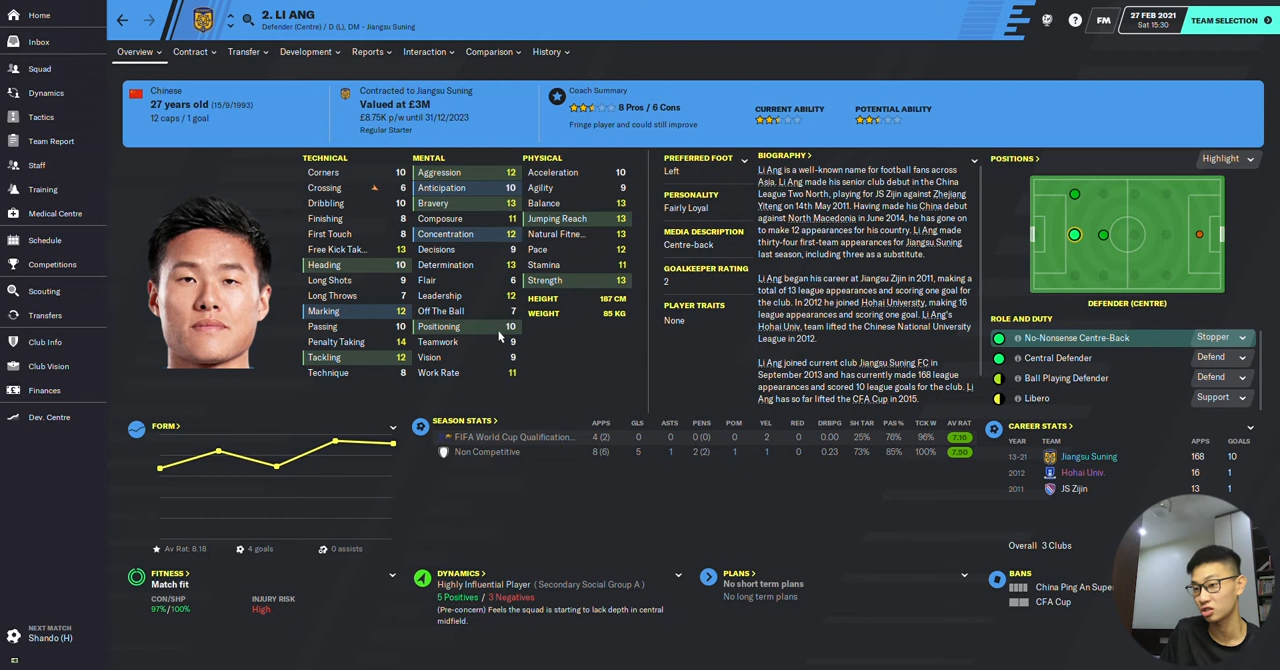 Home
Inbox
Squad
Dynamics
Tactics
Team Report
Staff
Training
Medical Centre
Schedule
Competitions
Scouting
Transfers
Club Info
Club Vision
Finances
Dev. Centre
NEXT MATCH
Shando (H)
2. LI ANG
Defender (Centre) / D (L), DM - Jiangsu Suning
FM
27 FEB 2021
Sat 15:30
TEAM SELECTION
Overview
Contract
Transfer
Development
Reports
Interaction
Comparison
History
Chinese
27 years old (15/9/1993)
12 caps / 1 goal
Contracted to Jiangsu Suning
Valued at £3M
£8.75K p/w until 31/12/2023
Regular Starter
Coach Summary
8 Pros / 6 Cons
Fringe player and could still improve
CURRENT ABILITY
POTENTIAL ABILITY
TECHNICAL
Corners 10
Crossing 6
Dribbling 10
Finishing 8
First Touch 8
Free Kick Tak... 13
Heading 10
Long Shots 9
Long Throws 7
Marking 12
Passing 10
Penalty Taking 14
Tackling 12
Technique 8
MENTAL
Aggression 12
Anticipation 10
Bravery 13
Composure 11
Concentration 12
Decisions 9
Determination 13
Flair 6
Leadership 12
Off The Ball 7
Positioning 10
Teamwork 9
Vision 9
Work Rate 11
PHYSICAL
Acceleration 10
Agility 9
Balance 13
Jumping Reach 13
Natural Fitne... 13
Pace 12
Stamina 11
Strength 13
HEIGHT 187 CM
WEIGHT 85 KG
PREFERRED FOOT
Left
PERSONALITY
Fairly Loyal
MEDIA DESCRIPTION
Centre-back
GOALKEEPER RATING
2
PLAYER TRAITS
None
BIOGRAPHY
Li Ang is a well-known name for football fans across
Asia. Li Ang made his senior club debut in the China
League Two North, playing for JS Zijin against Zhejiang
Yiteng on 14th May 2011. Having made his China debut
against North Macedonia in June 2014, he has gone on
to make 12 appearances for his country. Li Ang
made thirty-four first-team appearances for Jiangsu Suning
last season, including three as a substitute.
Li Ang began his career at Jiangsu Zijin in 2011, making a
total of 13 league appearances and scoring one goal for
the club. In 2012 he joined Hohai University, making 16
league appearances and scoring one goal. Li Ang's
Hohai Univ. team lifted the Chinese National University
League in 2012.
Li Ang joined current club Jiangsu Suning FC in
September 2013 and has currently made 168 league
appearances and scored 10 league goals for the club. Li
Ang has so far lifted the CFA Cup in 2015.
POSITIONS
Highlight
DEFENDER (CENTRE)
ROLE AND DUTY
No-Nonsense Centre-Back Stopper
Central Defender Defend
Ball Playing Defender Defend
Libero Support
FORM
Av Rat: 8.18
4 goals
0 assists
SEASON STATS APPS GLS ASTS PENS POM YEL RED DRBPG SH TAR PAS % TCK W AV RAT
FIFA World Cup Qualification... 4 (2) 0 0 0 (0) 0 2 0 0.00 25% 76% 96% 7.16
Non Competitive 8 (6) 5 1 2 (2) 1 1 0 0.23 73% 85% 100% 7.50
CAREER STATS
YEAR TEAM APPS GOALS
13-21 Jiangsu Suning 168 10
2012 Hohai Univ. 16 1
2011 JS Zijin 13 1
Overall 3 Clubs
FITNESS
Match fit
CON/SHP
97%/100%
INJURY RISK
High
DYNAMICS
Highly Influential Player ( Secondary Social Group A )
5 Positives / 3 Negatives
(Pre-concern) Feels the squad is starting to lack depth in central
midfield.
PLANS
No short term plans
No long term plans
BANS
China Ping An Supe
CFA Cup